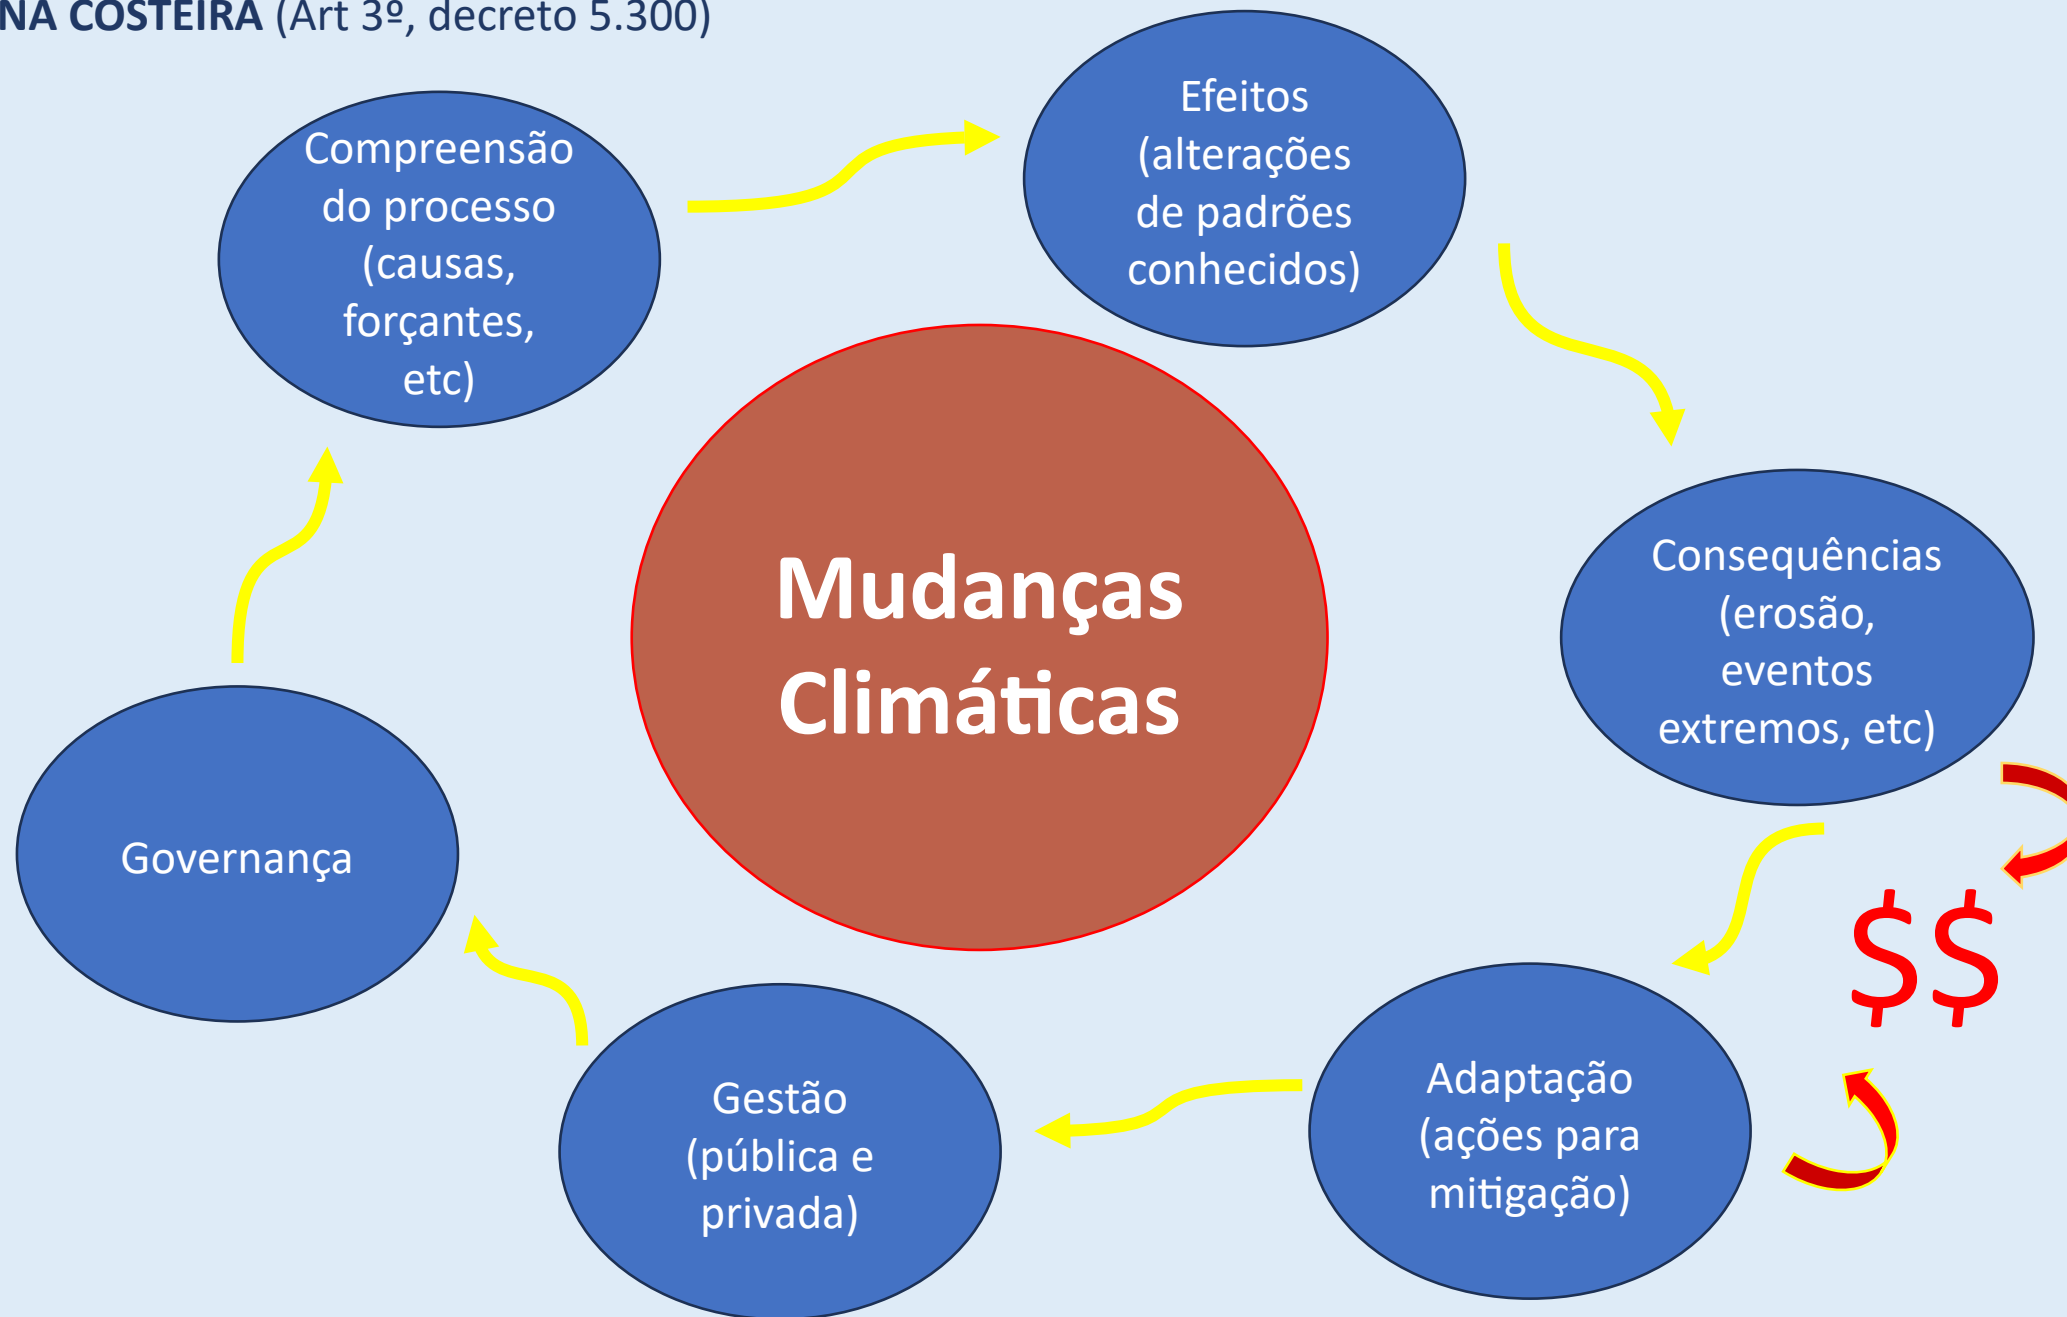 NA COSTEIRA (Art 3º, decreto 5.300)
Compreensão
do processo
(causas,
forçantes,
etc)
Efeitos
(alterações
de padrões
conhecidos)
Mudanças
Climáticas
Consequências
(erosão,
eventos
extremos, etc)
Governança
$$
Gestão
(pública e
privada)
Adaptação
(ações para
mitigação)